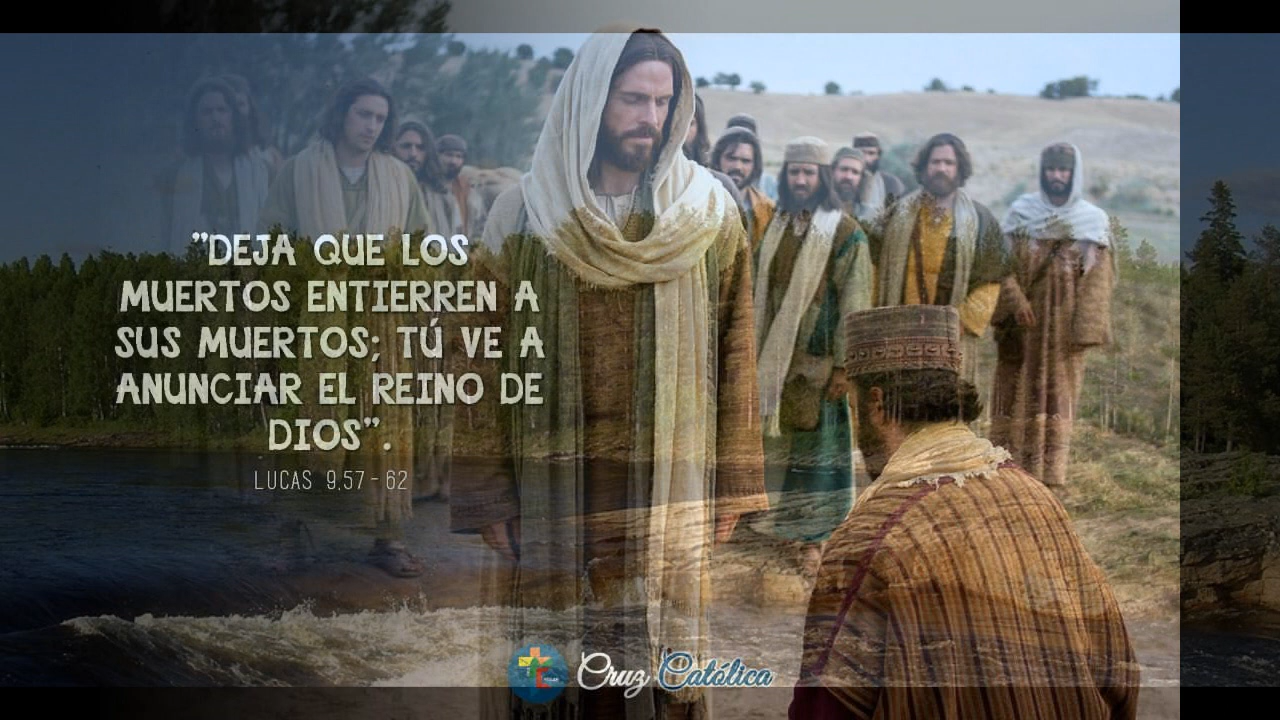 "DEJA QUE LOS
MUERTOS ENTIERREN A
SUS MUERTOS; TÚ VE A
ANUNCIAR EL REINO DE
DIOS".
LUCAS 9,57-62
Cruz Católica